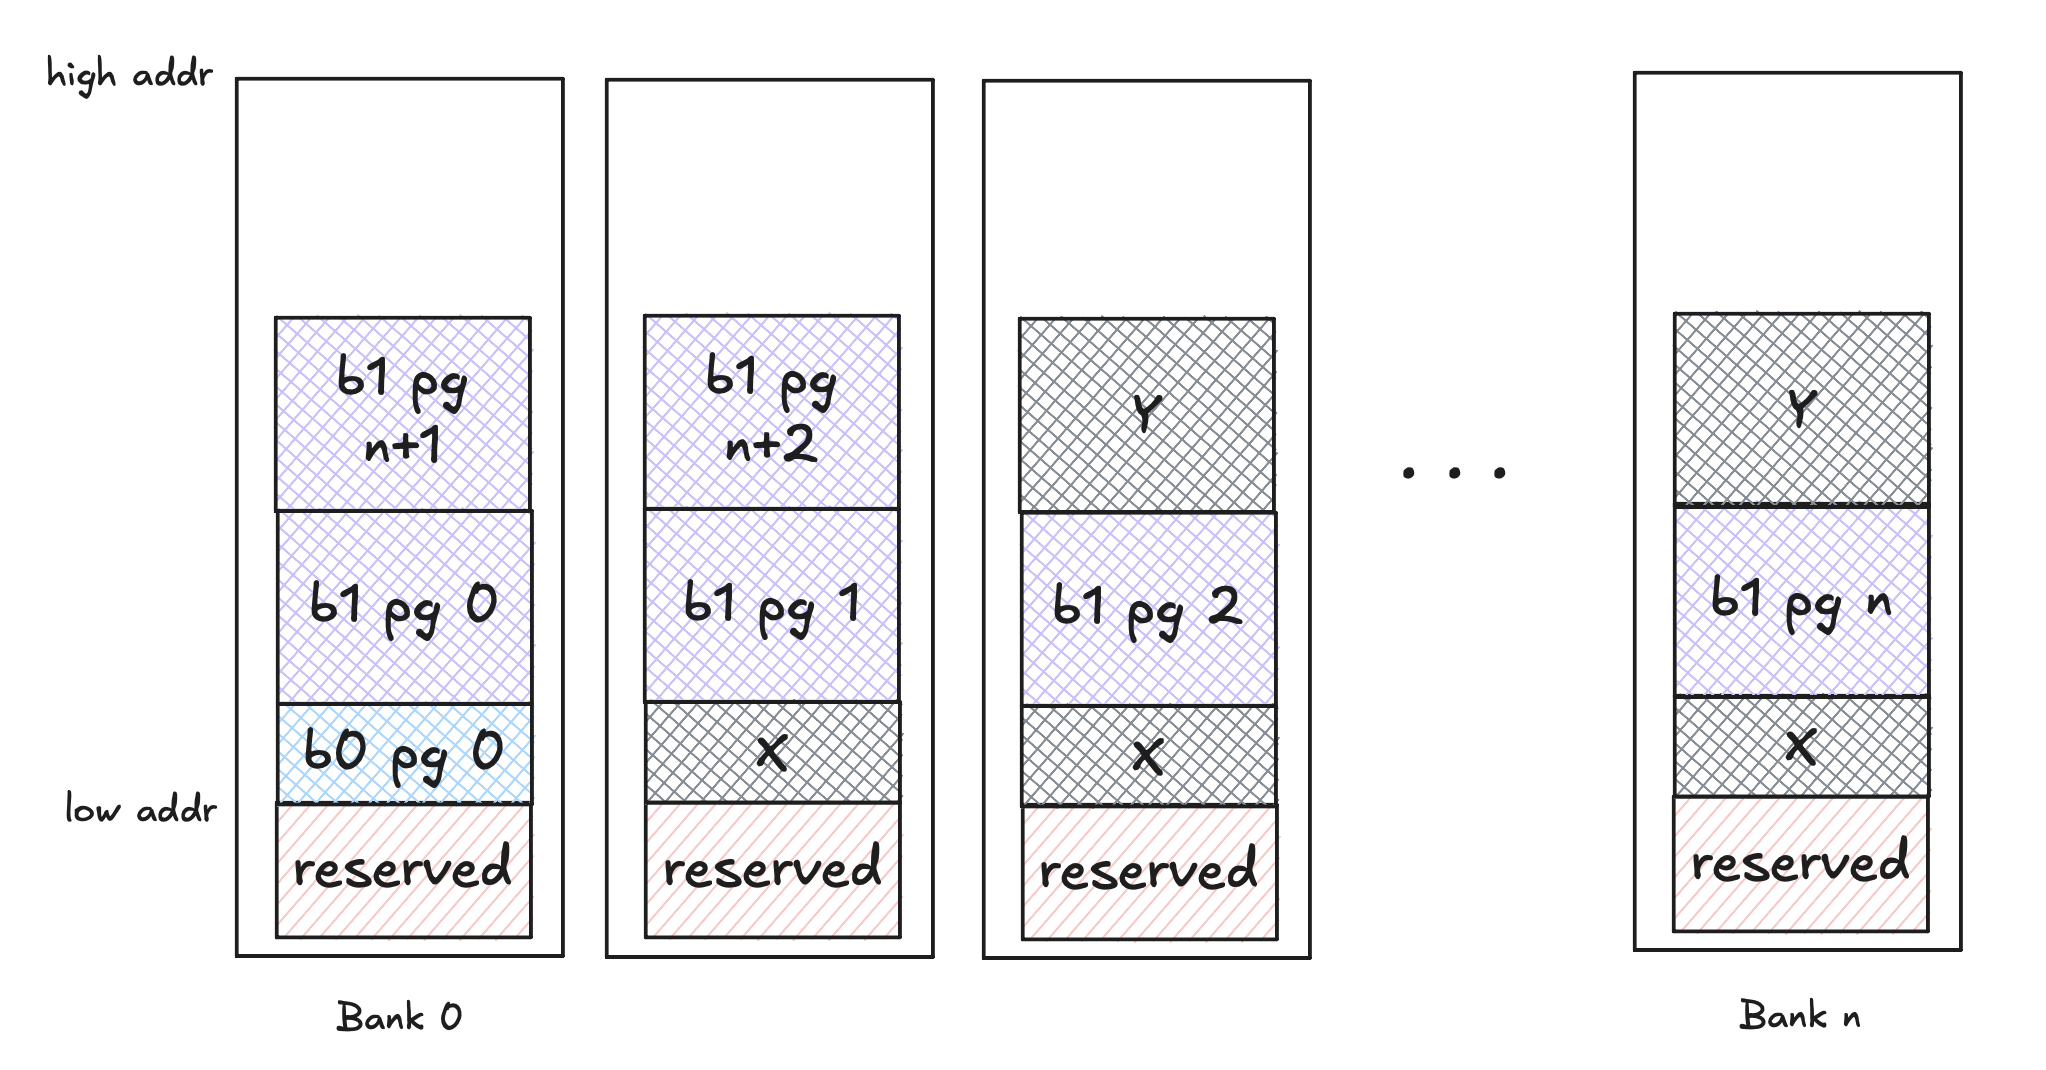 high addr
b1 pg
n+1
b1 pg
n+2
Y
. . .
Y
b1 pg 0
b1 pg 1
b1 pg 2
b1 pg n
b0 pg 0
X
X
X
low addr
reserved
reserved
reserved
reserved
Bank 0
Bank n